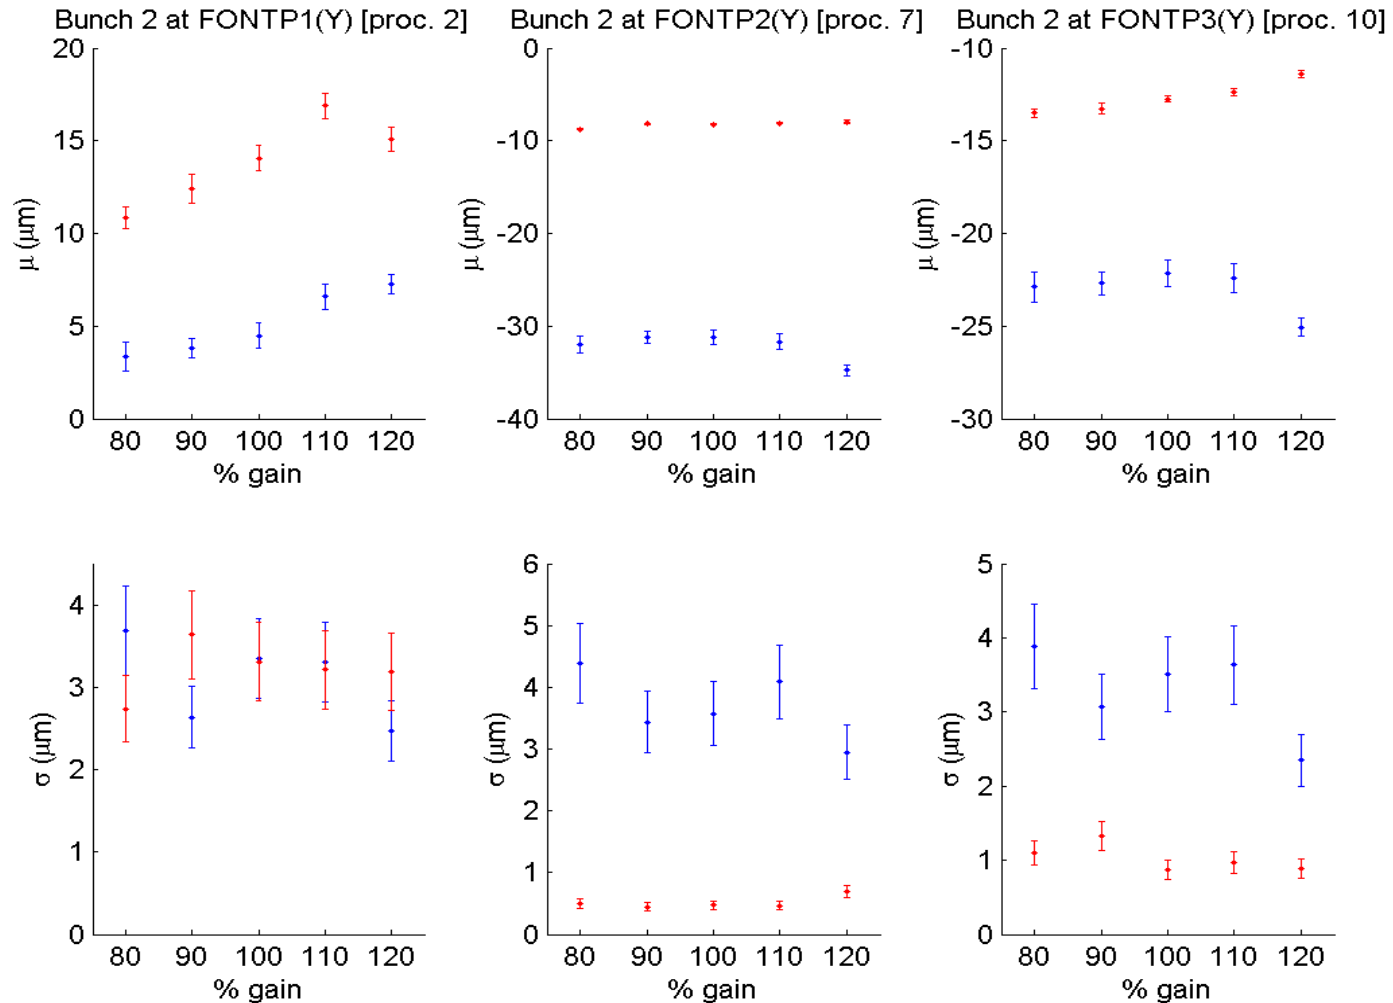 Bunch 2 at FONTP1(Y) [proc. 2]
20
15
10
5
0
μ (μm)
80 90 100 110 120
% gain
Bunch 2 at FONTP2(Y) [proc. 7]
0
-10
-20
-30
-40
μ (μm)
80 90 100 110 120
% gain
Bunch 2 at FONTP3(Y) [proc. 10]
-10
-15
-20
-25
-30
μ (μm)
80 90 100 110 120
% gain
4
3
2
1
0
σ (μm)
80 90 100 110 120
% gain
6
5
4
3
2
1
0
σ (μm)
80 90 100 110 120
% gain
5
4
3
2
1
0
σ (μm)
80 90 100 110 120
% gain